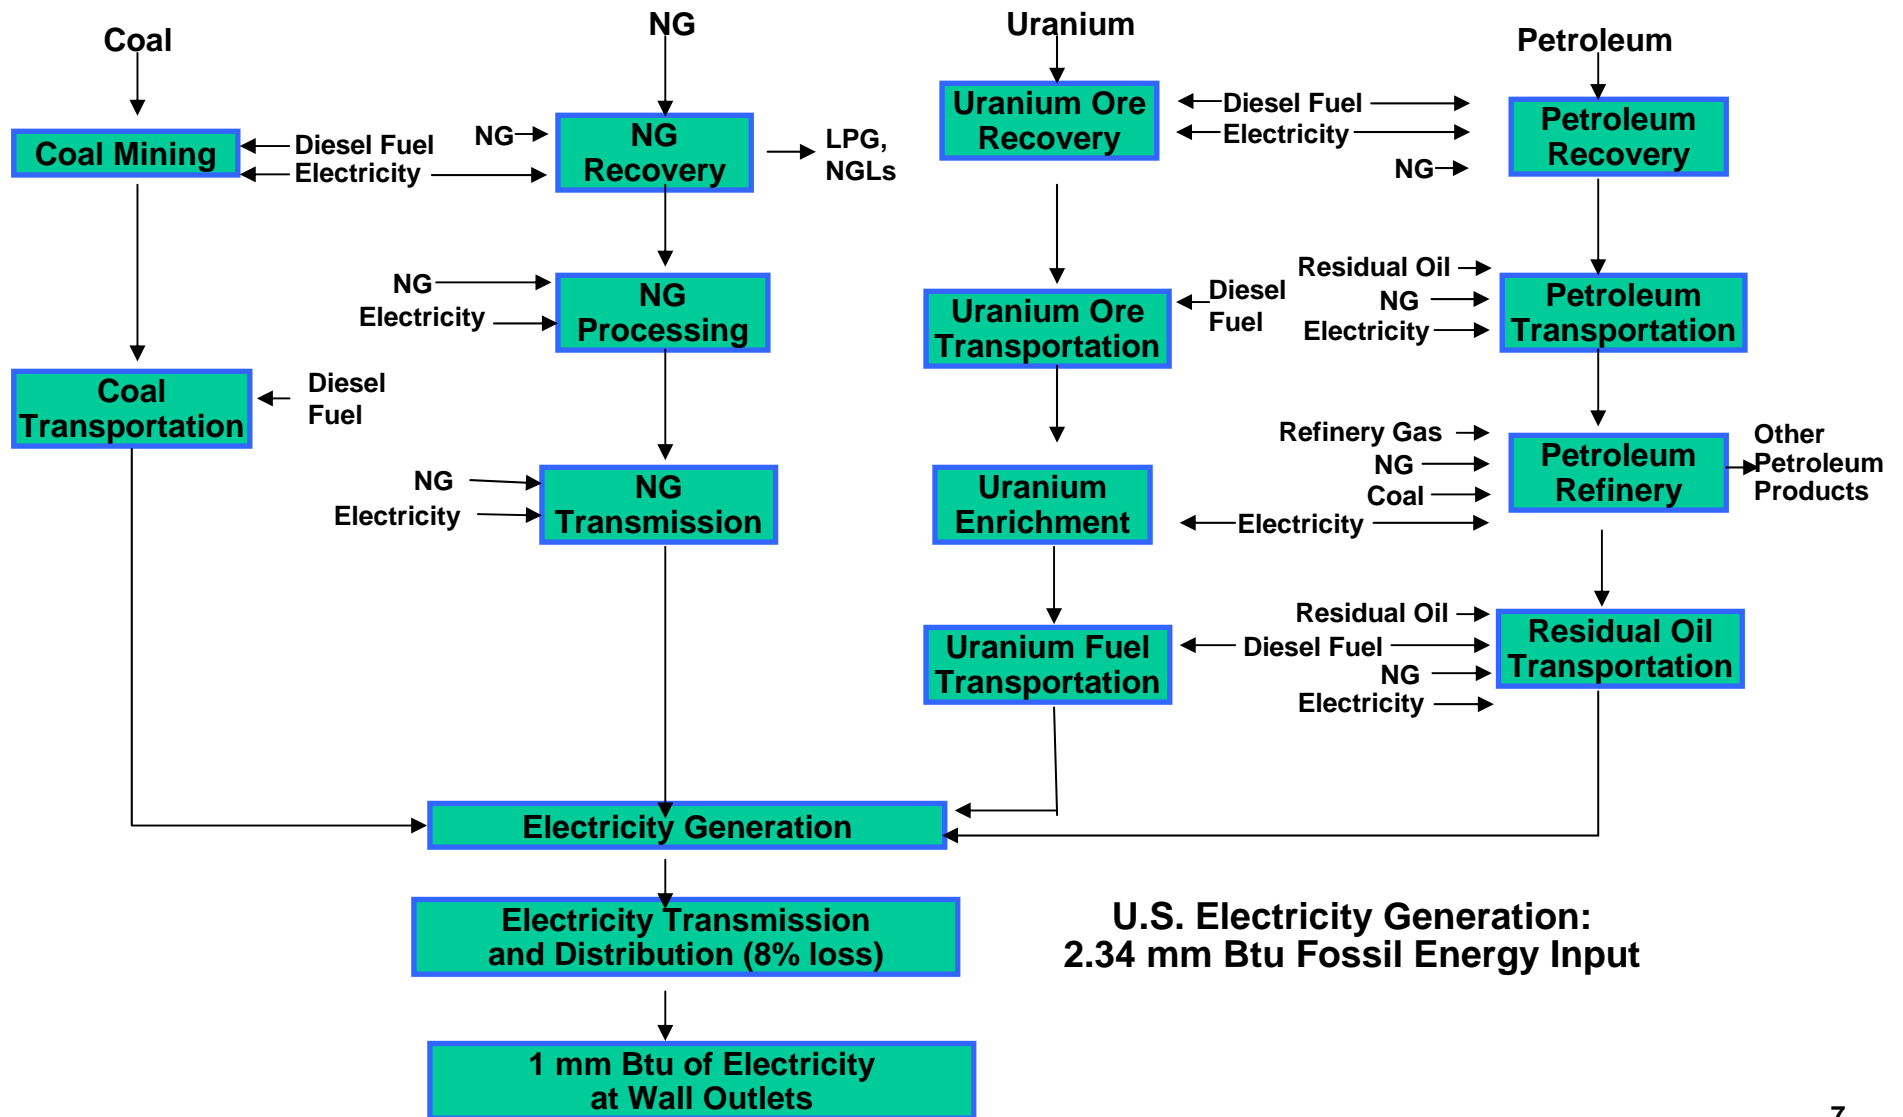 Coal
NG
Uranium
Petroleum
Coal Mining
Diesel Fuel
Electricity
NG
NG
Recovery
LPG,
NGLs
Uranium Ore
Recovery
Diesel Fuel
Electricity
NG
Petroleum
Recovery
NG
Electricity
NG
Processing
Uranium Ore
Transportation
Diesel
Fuel
Residual Oil
NG
Electricity
Petroleum
Transportation
Coal
Transportation
Diesel
Fuel
NG
Electricity
NG
Transmission
Uranium
Enrichment
Refinery Gas
NG
Coal
Electricity
Petroleum
Refinery
Other
Petroleum
Products
Uranium Fuel
Transportation
Residual Oil
Diesel Fuel
NG
Electricity
Residual Oil
Transportation
Electricity Generation
Electricity Transmission
and Distribution (8% loss)
U.S. Electricity Generation:
2.34 mm Btu Fossil Energy Input
1 mm Btu of Electricity
at Wall Outlets
7